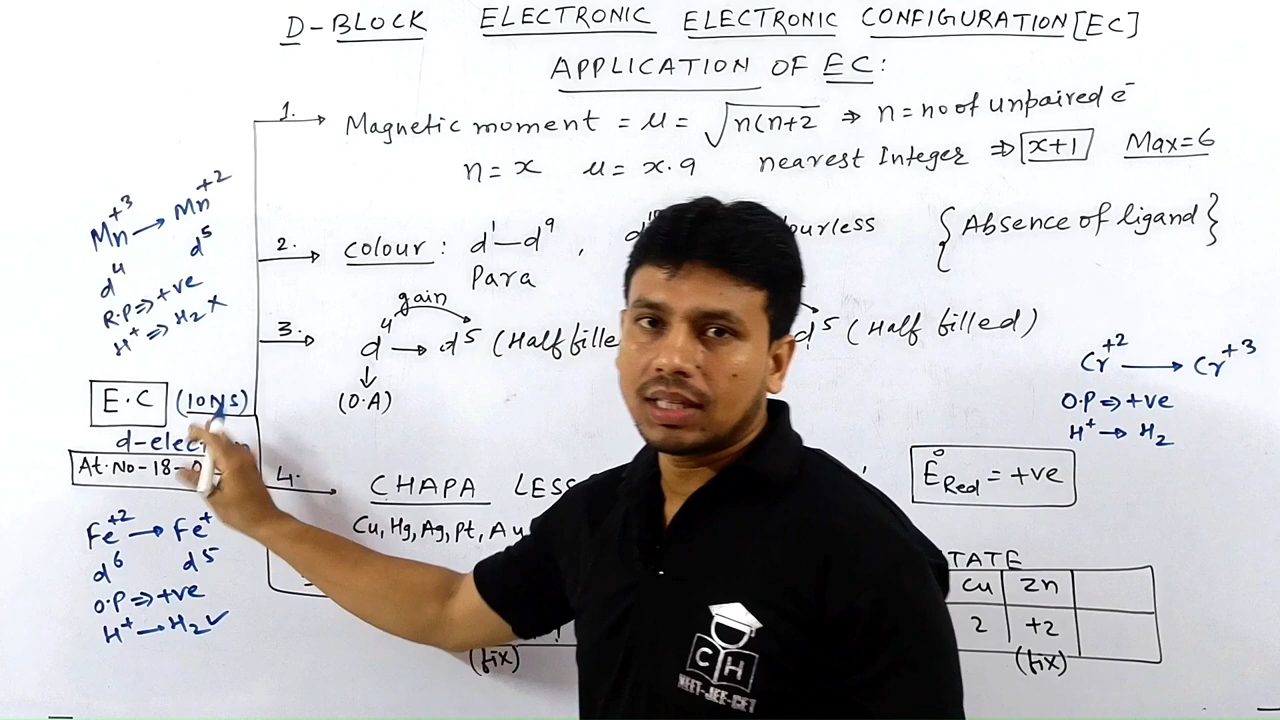 D-BLOCK ELECTRONIC ELECTRONIC CONFIGURATION [EC]
APPLICATION OF EC:
1. Magnetic moment = μ = √n(n+2 ⇒ n = no of unpaired e⁻
n = x μ = x.9 nearest Integer ⇒ x+1 Max=6
Mn⁺³ → Mn⁺²
d⁴ d⁵
R.P ⇒ +ve
H⁺ ⇒ H₂ ×
2. colour : d¹—d⁹ ,
Para
{Absence of ligand}
3. d⁴ → d⁵ (Half
gain
(O.A)
d⁵ (Half filled)
Cr⁺² → Cr⁺³
O.P ⇒ +ve
H⁺ → H₂
E.C (IONS)
At. No-18-
4. CHAPA
Cu, Hg, Ag, Pt, Au
E°Red = +ve
Fe⁺² → Fe⁺
d⁶ d⁵
O.P ⇒ +ve
H⁺ → H₂ ✓
Cu Zn
2 +2
(fix) (fix)
CH
NEET-JEE-CET